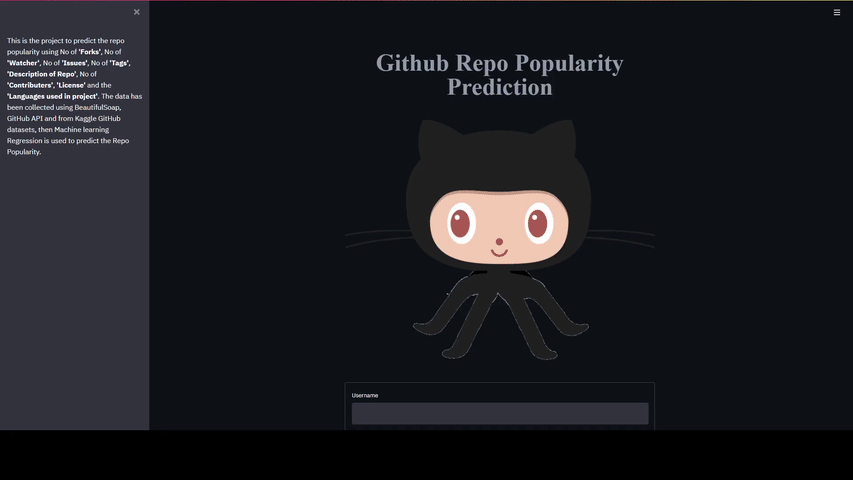 This is the project to predict the repo
popularity using No of 'Forks', No of
'Watcher', No of 'Issues', No of 'Tags',
'Description of Repo', No of
'Contributers', 'License' and the
'Languages used in project'. The data has
been collected using BeautifulSoap,
GitHub API and from Kaggle GitHub
datasets, then Machine learning
Regression is used to predict the Repo
Popularity.
Github Repo Popularity
Prediction
Username